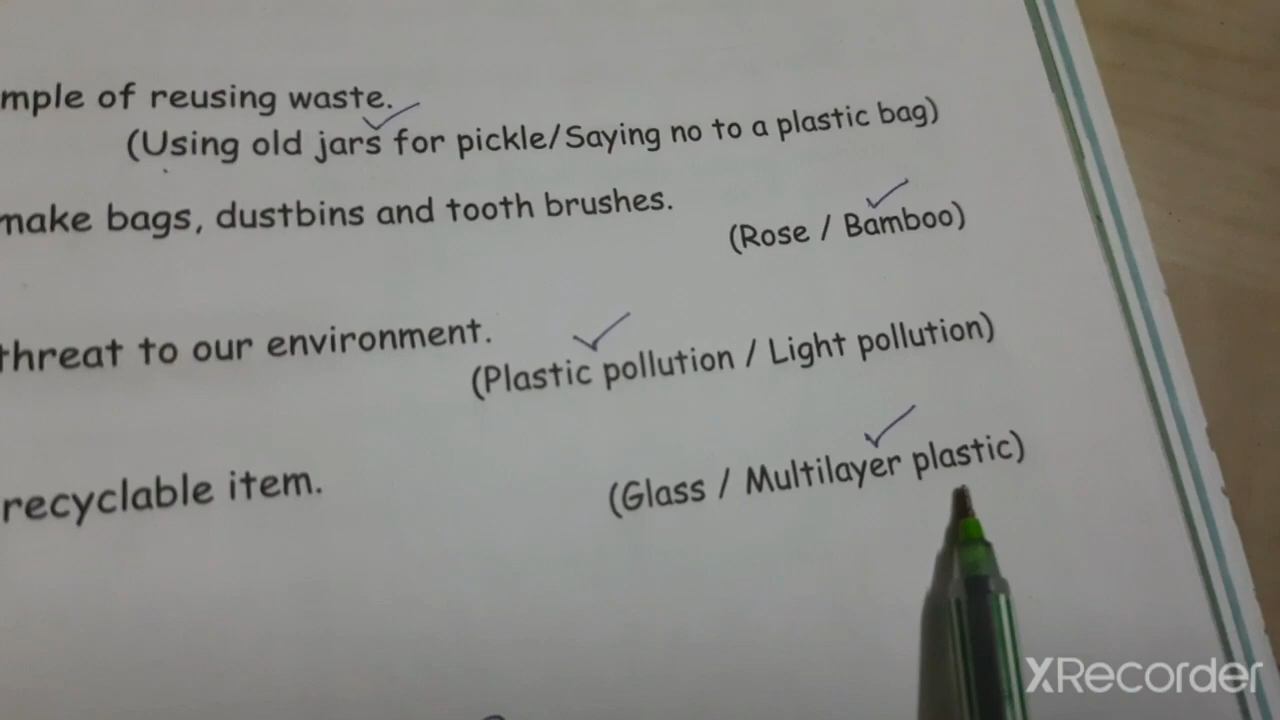 mple of reusing waste.
(Using old jars for pickle/Saying no to a plastic bag)
make bags, dustbins and tooth brushes.
(Rose / Bamboo)
threat to our environment.
(Plastic pollution / Light pollution)
recyclable item.
(Glass / Multilayer plastic)
XRecorder